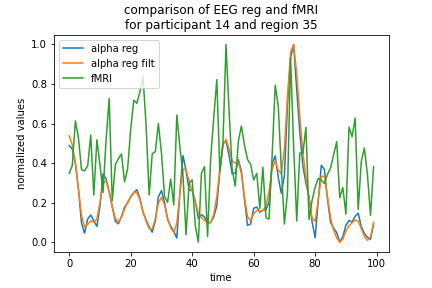 comparison of EEG reg and fMRI
for participant 14 and region 35
alpha reg
alpha reg filt
fMRI
normalized values
1.0
0.8
0.6
0.4
0.2
0.0
0
20
40
60
80
100
time